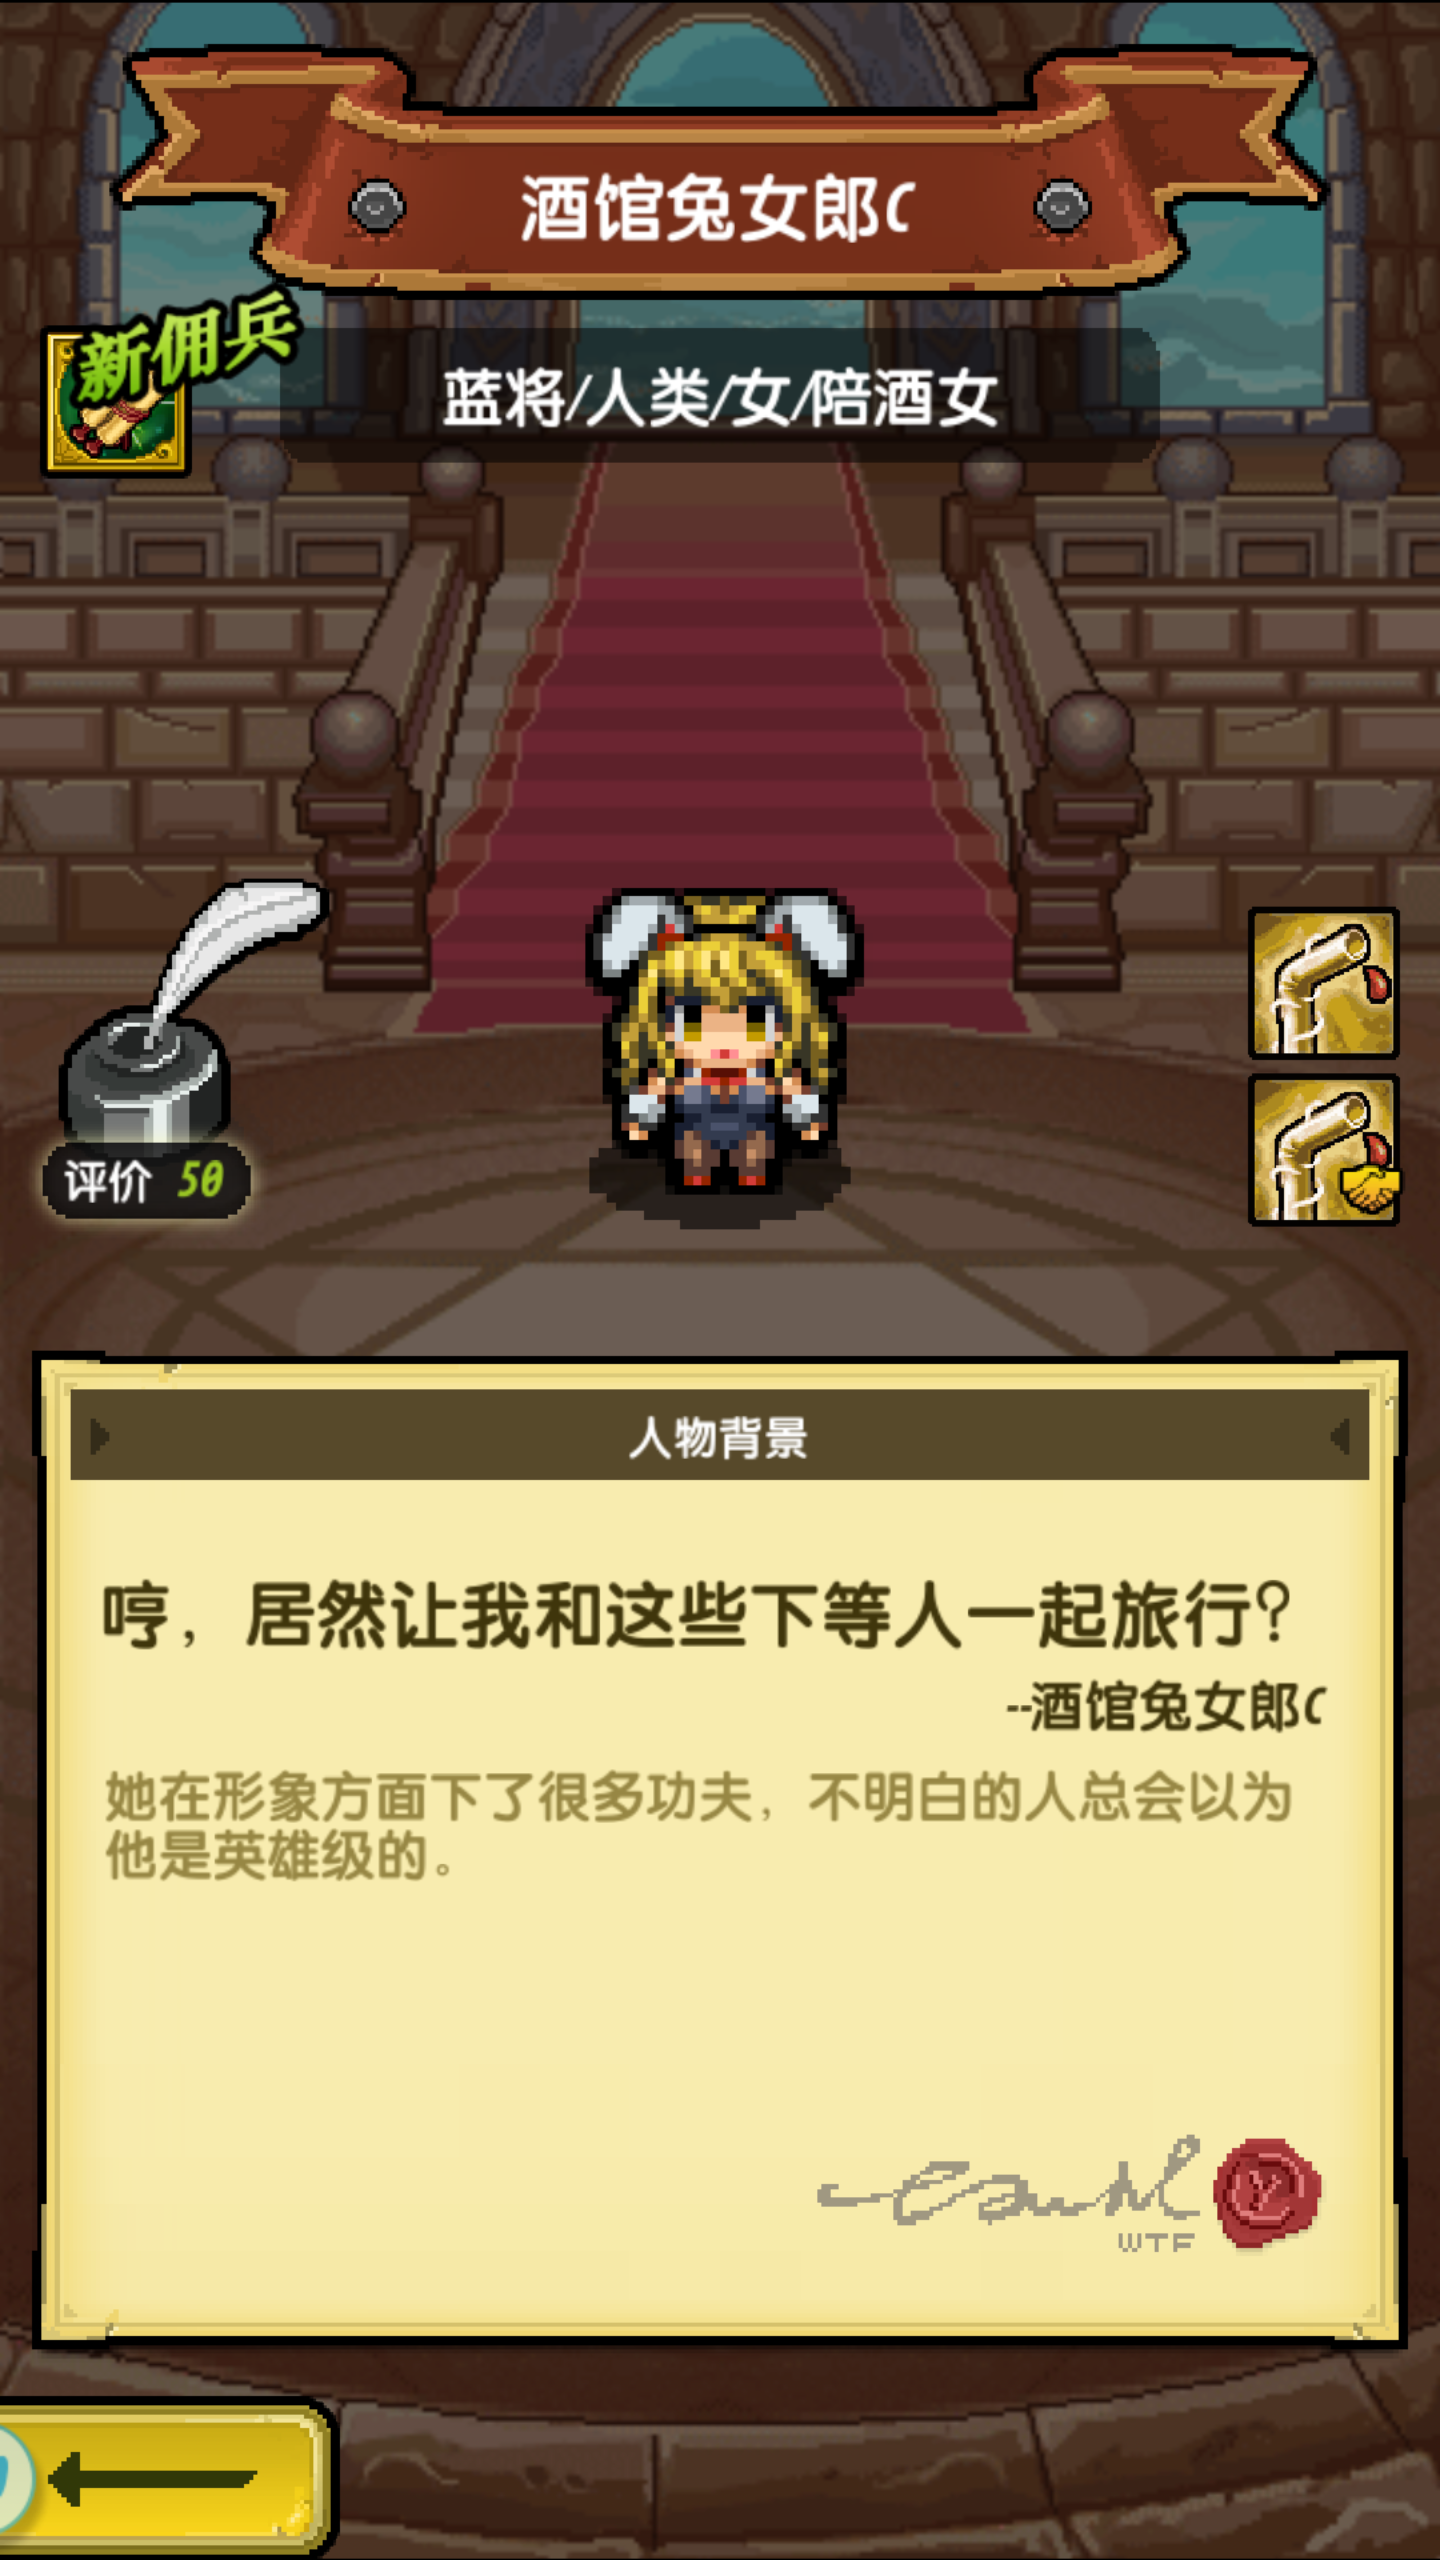 酒馆兔女郎C
新佣兵
蓝将/人类/女/陪酒女
评价 50
人物背景
哼，居然让我和这些下等人一起旅行？
--酒馆兔女郎C
她在形象方面下了很多功夫，不明白的人总会以为
他是英雄级的。
WTF